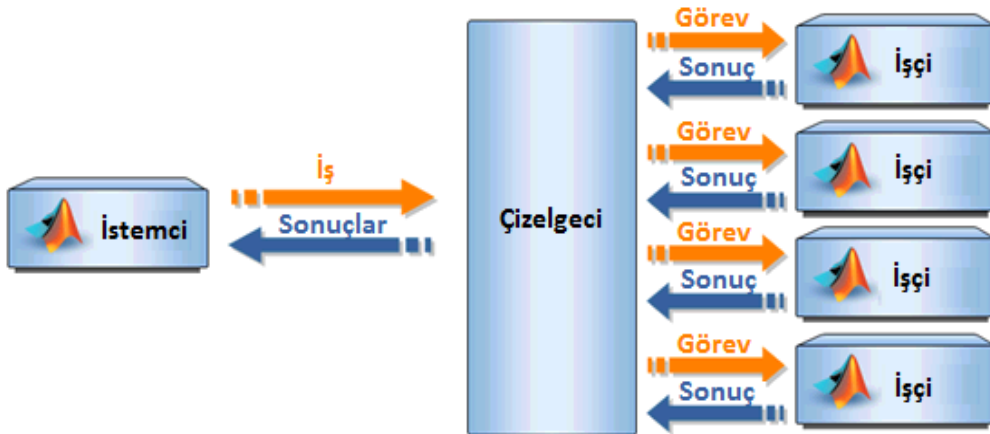 İş
Sonuçlar
İstemci
Çizelgeci
Görev
Sonuç
İşçi
Görev
Sonuç
İşçi
Görev
Sonuç
İşçi
Görev
Sonuç
İşçi